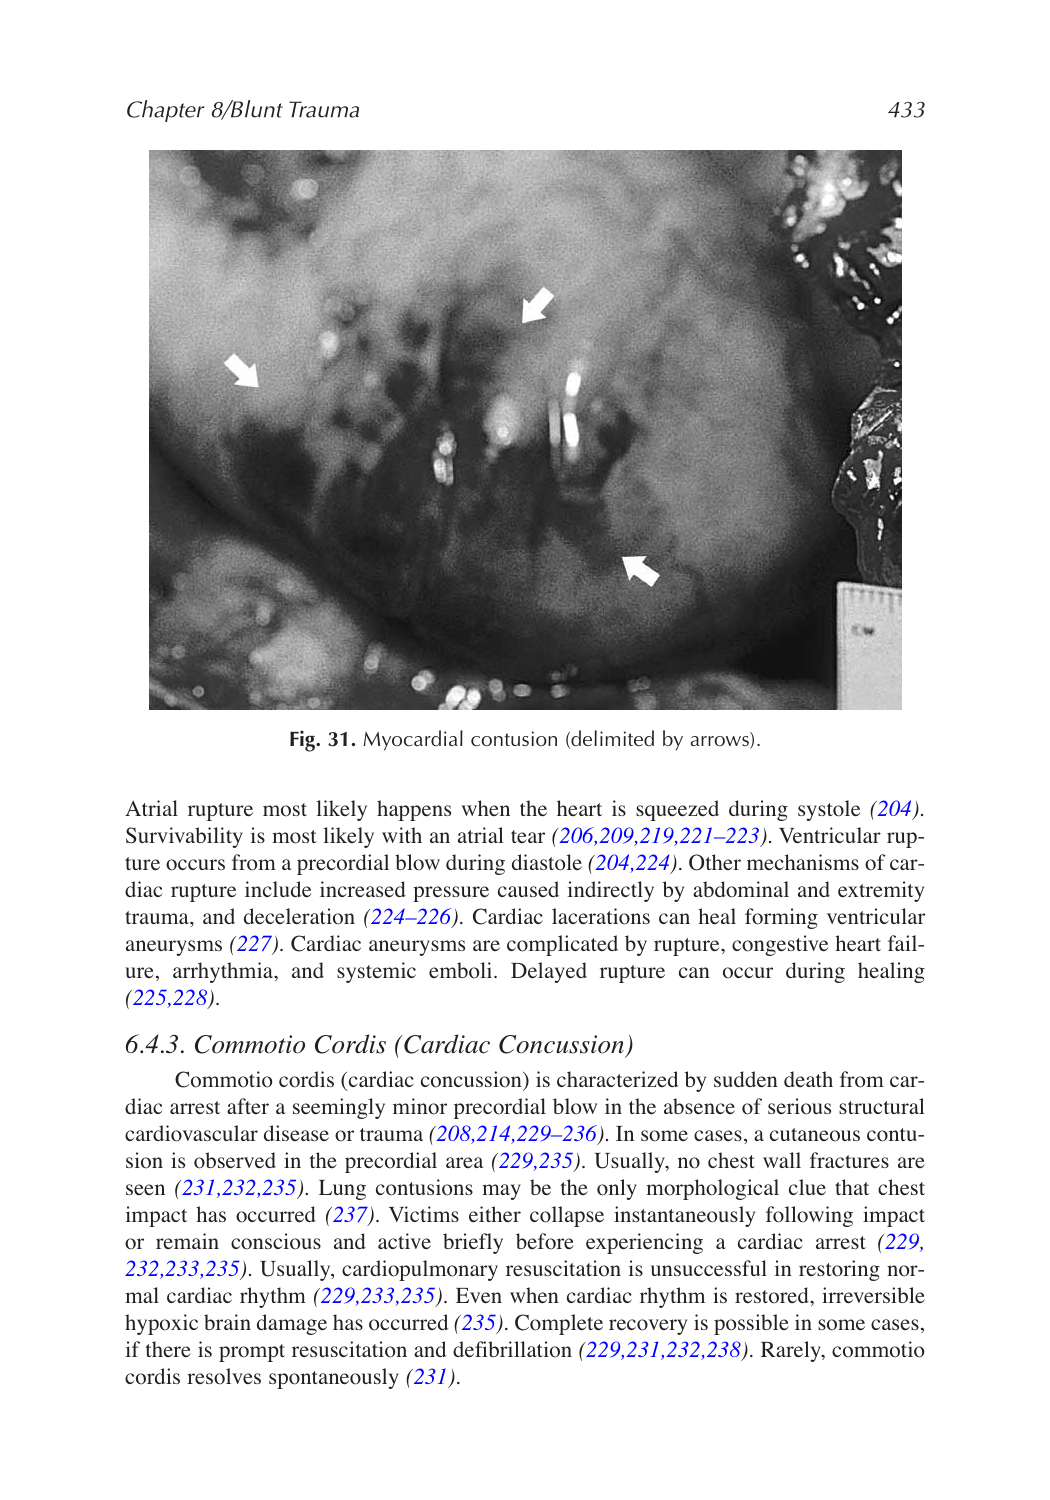 Chapter 8/Blunt Trauma 433
Fig. 31. Myocardial contusion (delimited by arrows).
Atrial rupture most likely happens when the heart is squeezed during systole (204).
Survivability is most likely with an atrial tear (206,209,219,221–223). Ventricular rup-
ture occurs from a precordial blow during diastole (204,224). Other mechanisms of car-
diac rupture include increased pressure caused indirectly by abdominal and extremity
trauma, and deceleration (224–226). Cardiac lacerations can heal forming ventricular
aneurysms (227). Cardiac aneurysms are complicated by rupture, congestive heart fail-
ure, arrhythmia, and systemic emboli. Delayed rupture can occur during healing
(225,228).
6.4.3. Commotio Cordis (Cardiac Concussion)
Commotio cordis (cardiac concussion) is characterized by sudden death from car-
diac arrest after a seemingly minor precordial blow in the absence of serious structural
cardiovascular disease or trauma (208,214,229–236). In some cases, a cutaneous contu-
sion is observed in the precordial area (229,235). Usually, no chest wall fractures are
seen (231,232,235). Lung contusions may be the only morphological clue that chest
impact has occurred (237). Victims either collapse instantaneously following impact
or remain conscious and active briefly before experiencing a cardiac arrest (229,
232,233,235). Usually, cardiopulmonary resuscitation is unsuccessful in restoring nor-
mal cardiac rhythm (229,233,235). Even when cardiac rhythm is restored, irreversible
hypoxic brain damage has occurred (235). Complete recovery is possible in some cases,
if there is prompt resuscitation and defibrillation (229,231,232,238). Rarely, commotio
cordis resolves spontaneously (231).